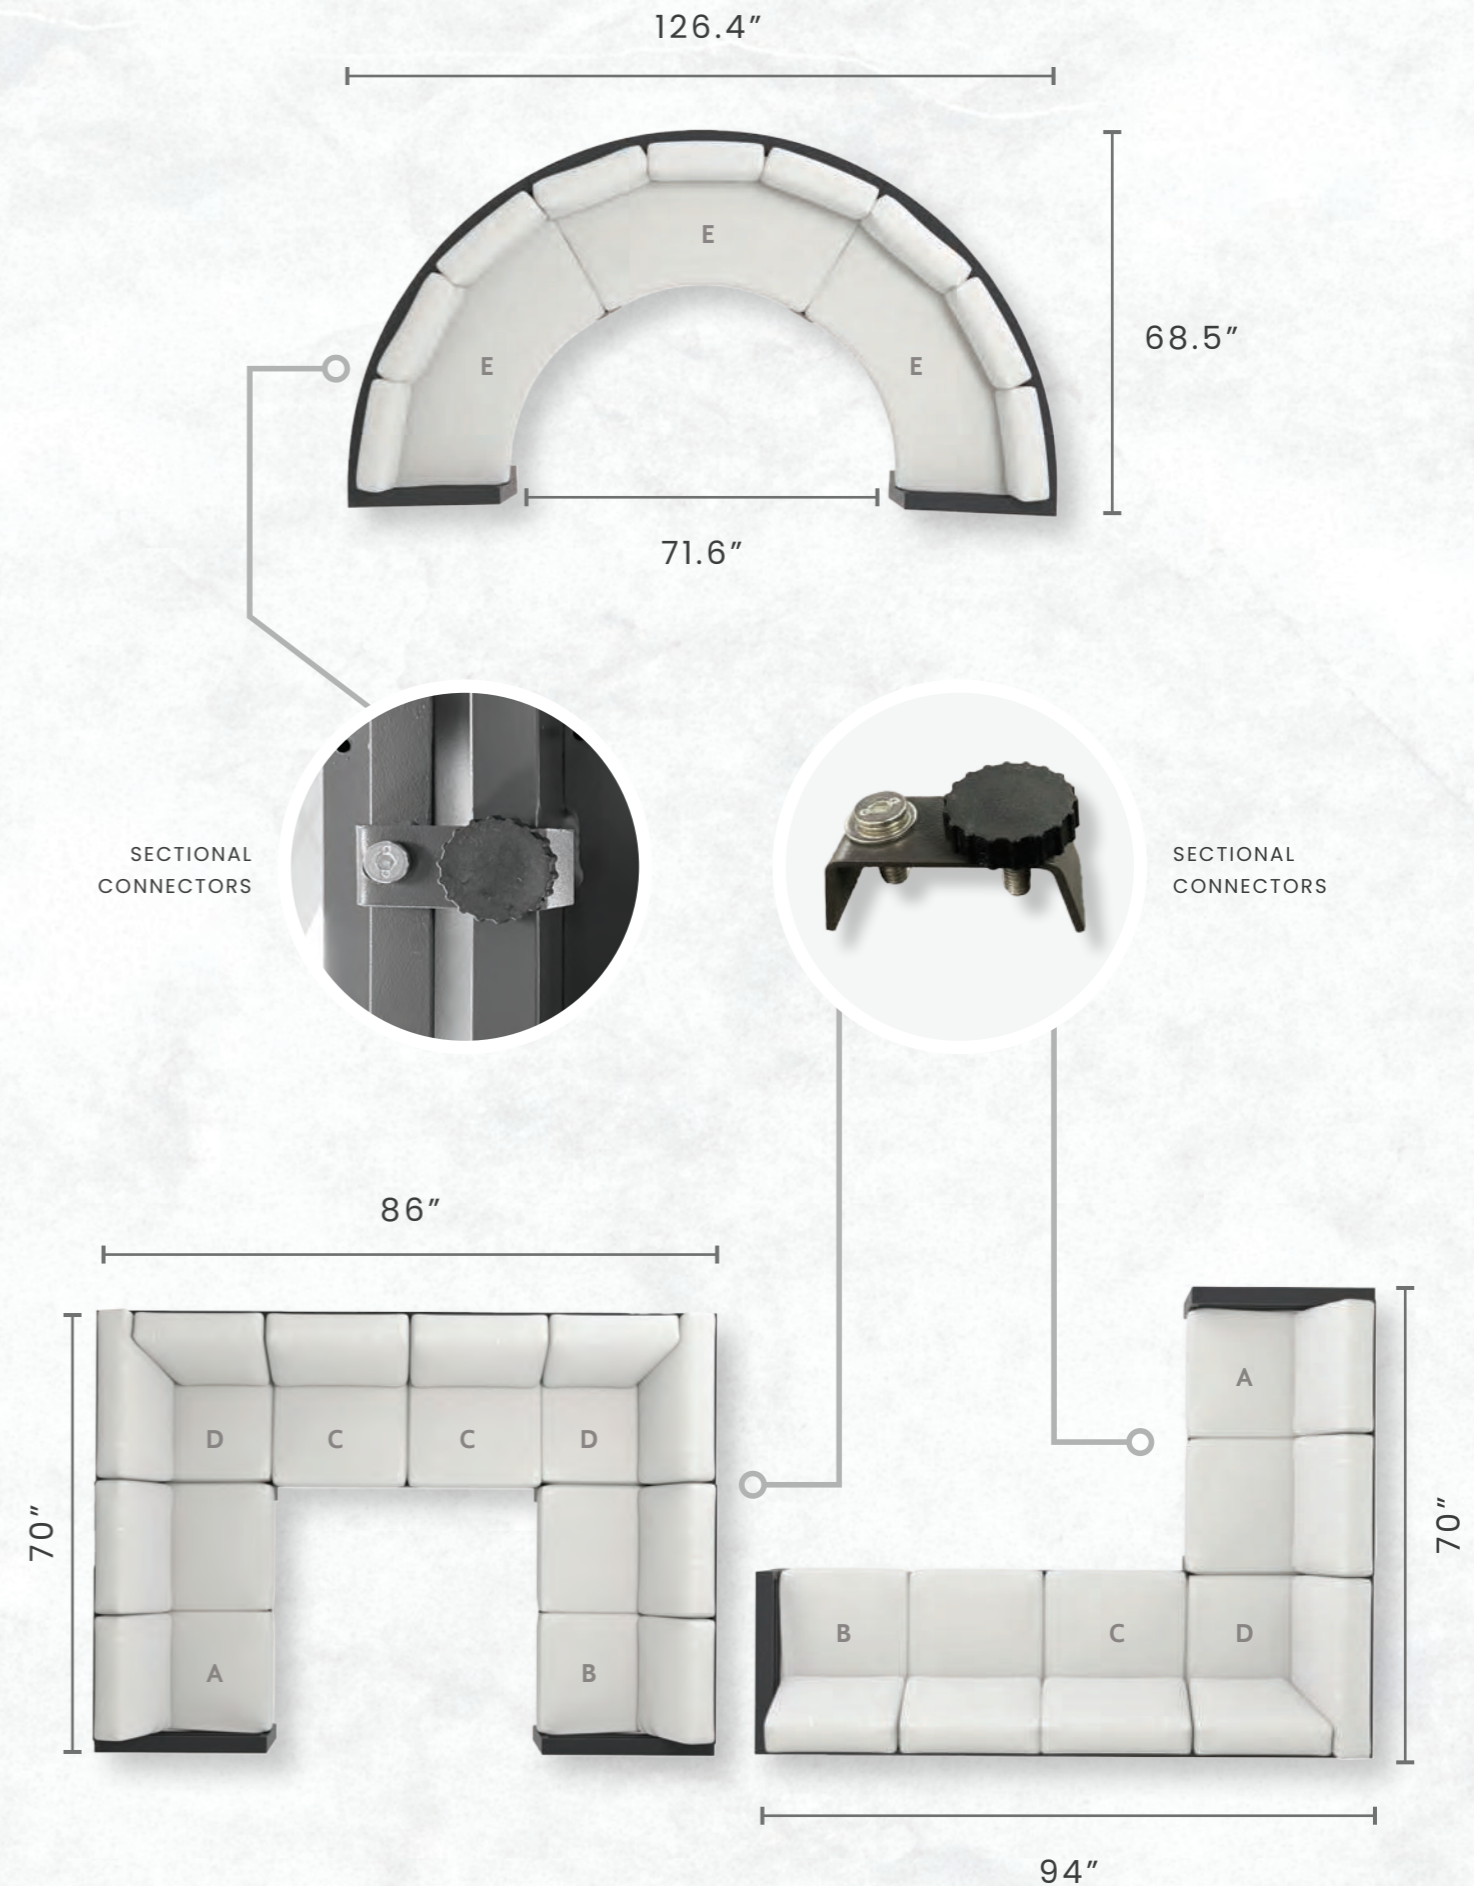 126.4”
E
68.5”
E
E
71.6”
SECTIONAL
CONNECTORS
SECTIONAL
CONNECTORS
86”
A
D
C
C
D
70”
70”
B
C
D
A
B
94”